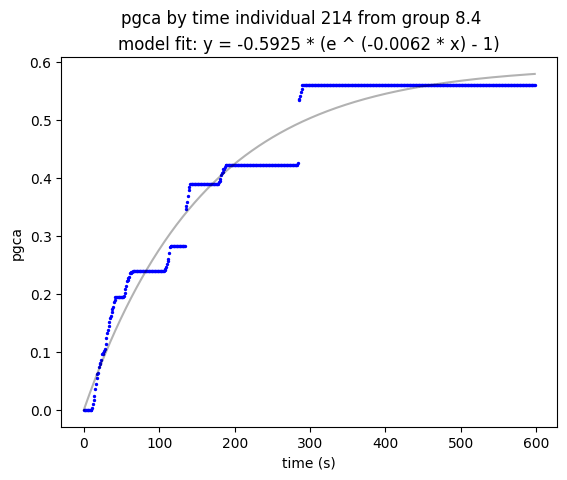 pgca by time individual 214 from group 8.4
model fit: y = -0.5925 * (e ^ (-0.0062 * x) - 1)
0.6
0.5
0.4
0.3
0.2
0.1
0.0
pgca
0 100 200 300 400 500 600
time (s)